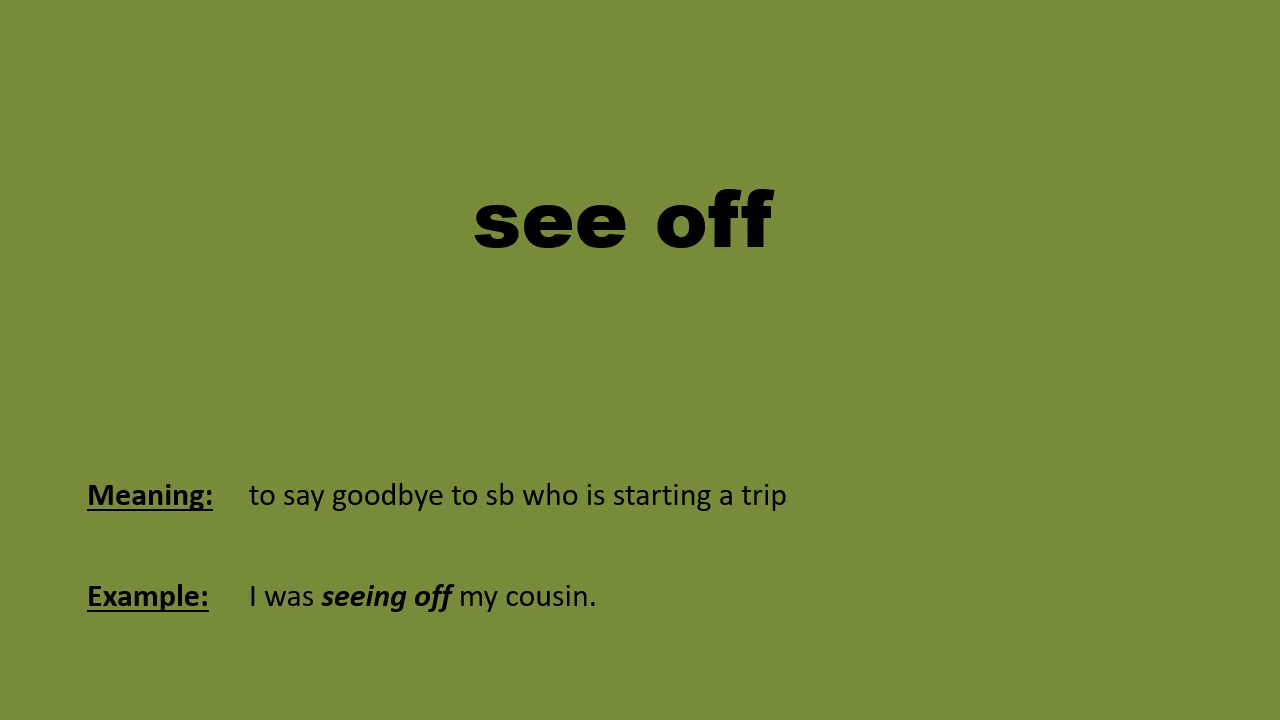 see off
Meaning: to say goodbye to sb who is starting a trip
Example: I was seeing off my cousin.